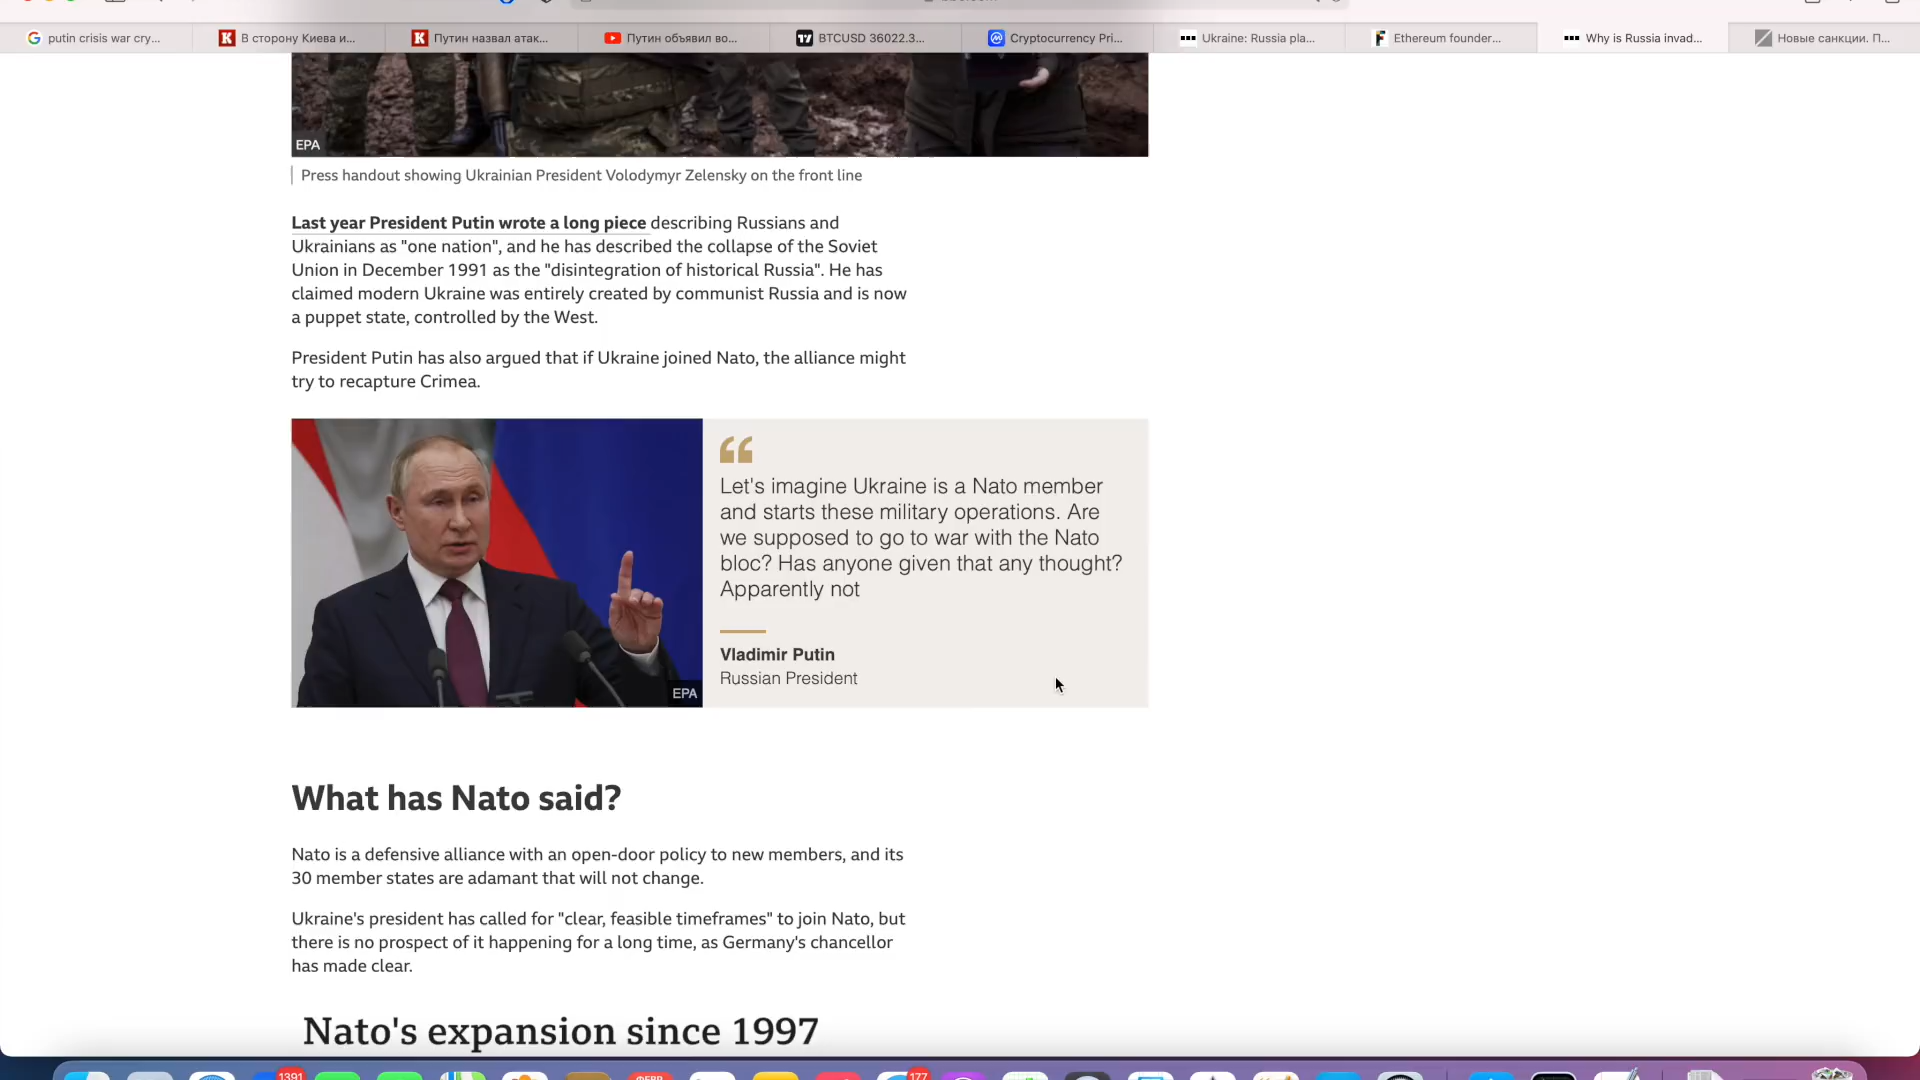 putin crisis war cry...
В сторону Киева и...
Путин назвал атак...
Путин объявил во...
BTCUSD 36022.3...
Cryptocurrency Pri...
Ukraine: Russia pla...
Ethereum founder...
Why is Russia invad...
Новые санкции. П...
EPA
Press handout showing Ukrainian President Volodymyr Zelensky on the front line
Last year President Putin wrote a long piece describing Russians and
Ukrainians as "one nation", and he has described the collapse of the Soviet
Union in December 1991 as the "disintegration of historical Russia". He has
claimed modern Ukraine was entirely created by communist Russia and is now
a puppet state, controlled by the West.
President Putin has also argued that if Ukraine joined Nato, the alliance might
try to recapture Crimea.
Let's imagine Ukraine is a Nato member
and starts these military operations. Are
we supposed to go to war with the Nato
bloc? Has anyone given that any thought?
Apparently not
Vladimir Putin
Russian President
EPA
What has Nato said?
Nato is a defensive alliance with an open-door policy to new members, and its
30 member states are adamant that will not change.
Ukraine's president has called for "clear, feasible timeframes" to join Nato, but
there is no prospect of it happening for a long time, as Germany's chancellor
has made clear.
Nato's expansion since 1997
1391
ФЕВР
177